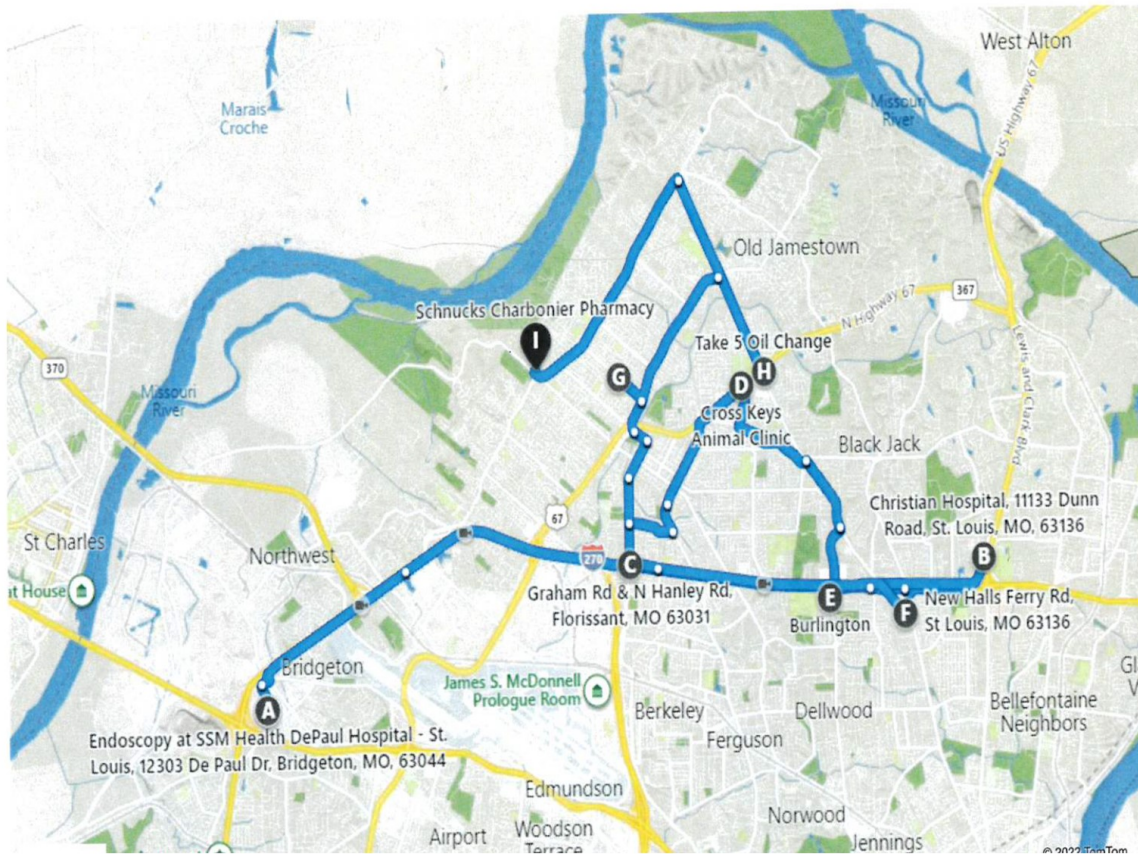 West Alton
Marais
Croche
Missouri
River
US Highway 67
Old Jamestown
367
N Highway 67
Schnucks Charbonier Pharmacy
I
Take 5 Oil Change
H
G
D
370
Missouri
River
Cross Keys
Animal Clinic
Lewis and Clark Blvd
Black Jack
Christian Hospital, 11133 Dunn
Road, St. Louis, MO, 63136
67
St Charles
Northwest
270
C
B
at House
Graham Rd & N Hanley Rd,
Florissant, MO 63031
E
F
New Halls Ferry Rd,
St Louis, MO 63136
Burlington
Bridgeton
A
James S. McDonnell
Prologue Room
Berkeley
Dellwood
Bellefontaine
Neighbors
Ferguson
Endoscopy at SSM Health DePaul Hospital - St.
Louis, 12303 De Paul Dr, Bridgeton, MO, 63044
Edmundson
Norwood
Airport
Woodson
Terrace
Jennings
© 2022 TomTom